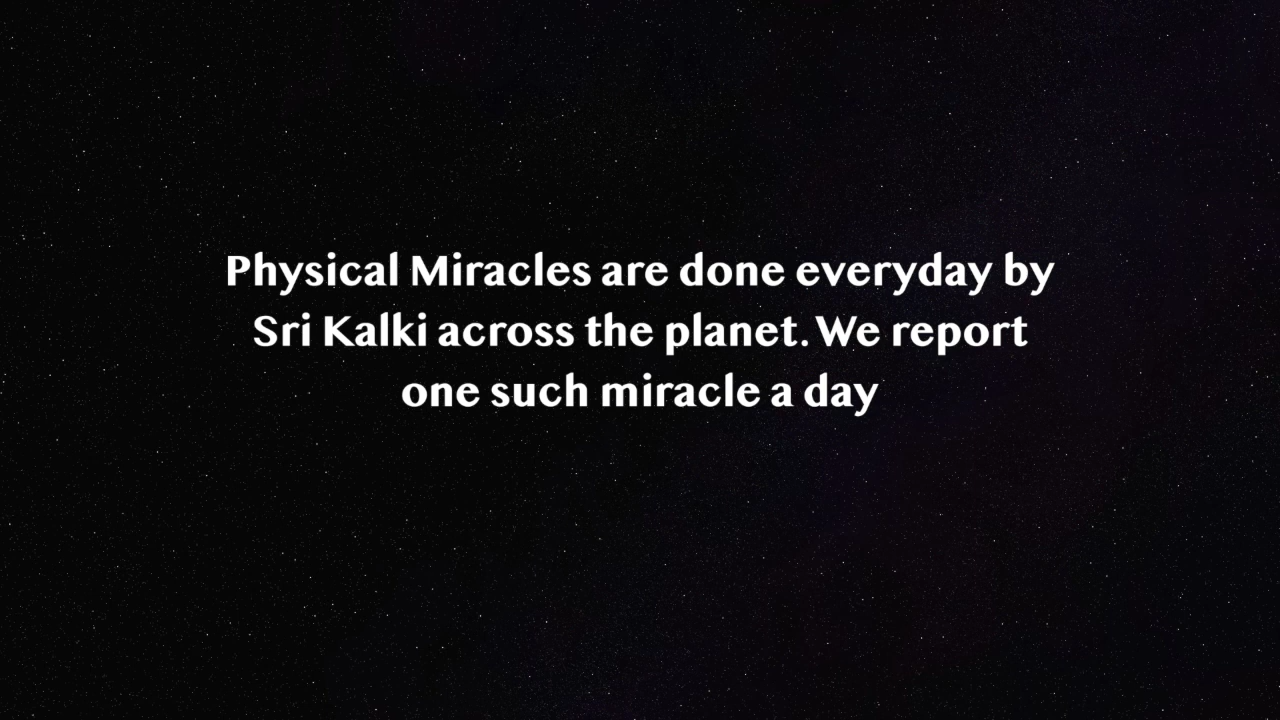 Physical Miracles are done everyday by
Sri Kalki across the planet. We report
one such miracle a day